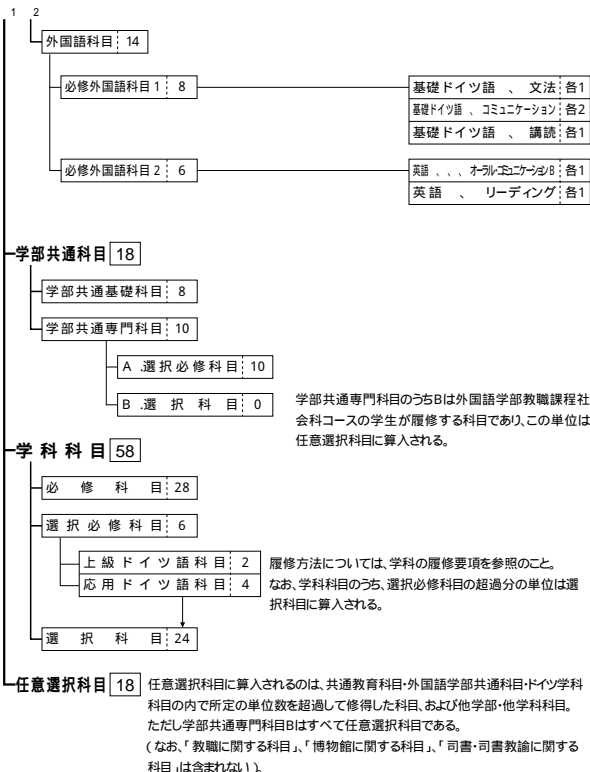 1 2
外国語科目 14
必修外国語科目1 8
基礎ドイツ語 、 文法 各1
基礎ドイツ語 、 コミュニケーション 各2
基礎ドイツ語 、 講読 各1
必修外国語科目2 6
英語 、、、 オーラル・コミュニケーションB 各1
英語 、 リーディング 各1
学部共通科目 18
学部共通基礎科目 8
学部共通専門科目 10
A.選択必修科目 10
B.選択科目 0
学部共通専門科目のうちBは外国語学部教職課程社
会科コースの学生が履修する科目であり、この単位は
任意選択科目に算入される。
学科科目 58
必修科目 28
選択必修科目 6
上級ドイツ語科目 2
応用ドイツ語科目 4
履修方法については、学科の履修要項を参照のこと。
なお、学科科目のうち、選択必修科目の超過分の単位は選
択科目に算入される。
選択科目 24
任意選択科目 18
任意選択科目に算入されるのは、共通教育科目・外国語学部共通科目・ドイツ学科
科目の内で所定の単位数を超過して修得した科目、および他学部・他学科科目。
ただし学部共通専門科目Bはすべて任意選択科目である。
(なお、「教職に関する科目」、「博物館に関する科目」、「司書・司書教諭に関する
科目」は含まれない)。